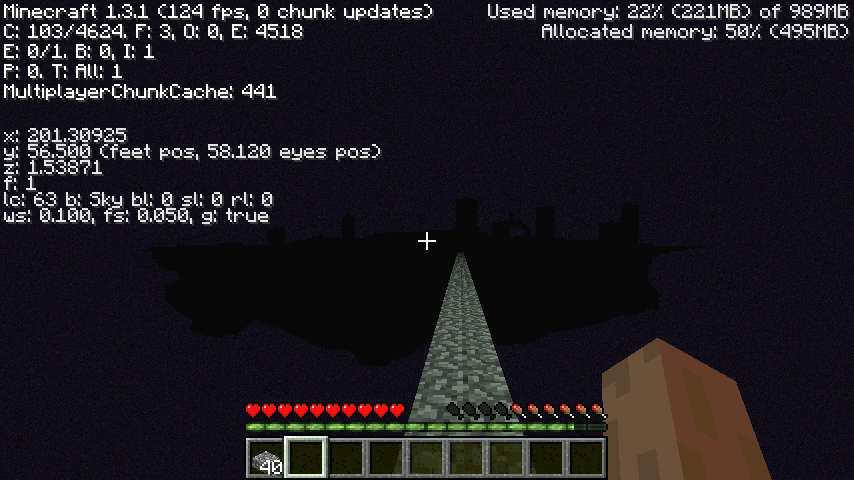 Minecraft 1.3.1 (124 fps, 0 chunk updates)
Used memory: 22% (221MB) of 989MB
C: 103/4624. F: 3, O: 0, E: 4518
Allocated memory: 50% (495MB)
E: 0/1. B: 0, I: 1
P: 0. T: All: 1
MultiplayerChunkCache: 441
x: 201.30925
y: 56.500 (feet pos, 58.120 eyes pos)
z: 1.53871
f: 1
lc: 63 b: Sky bl: 0 sl: 0 rl: 0
ws: 0.100, fs: 0.050, g: true
40